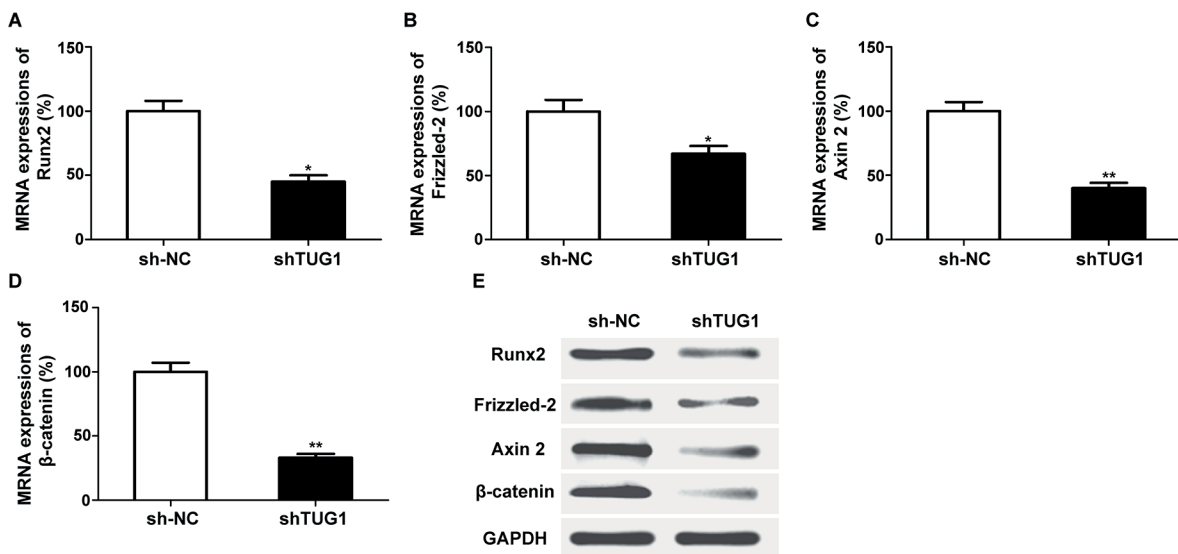 A
MRNA expressions of
Runx2 (%)
150
100
50
0
*
sh-NC
shTUG1
B
MRNA expressions of
Frizzled-2 (%)
150
100
50
0
*
sh-NC
shTUG1
C
MRNA expressions of
Axin 2 (%)
150
100
50
0
**
sh-NC
shTUG1
D
MRNA expressions of
β-catenin (%)
150
100
50
0
**
sh-NC
shTUG1
E
sh-NC shTUG1
Runx2
Frizzled-2
Axin 2
β-catenin
GAPDH